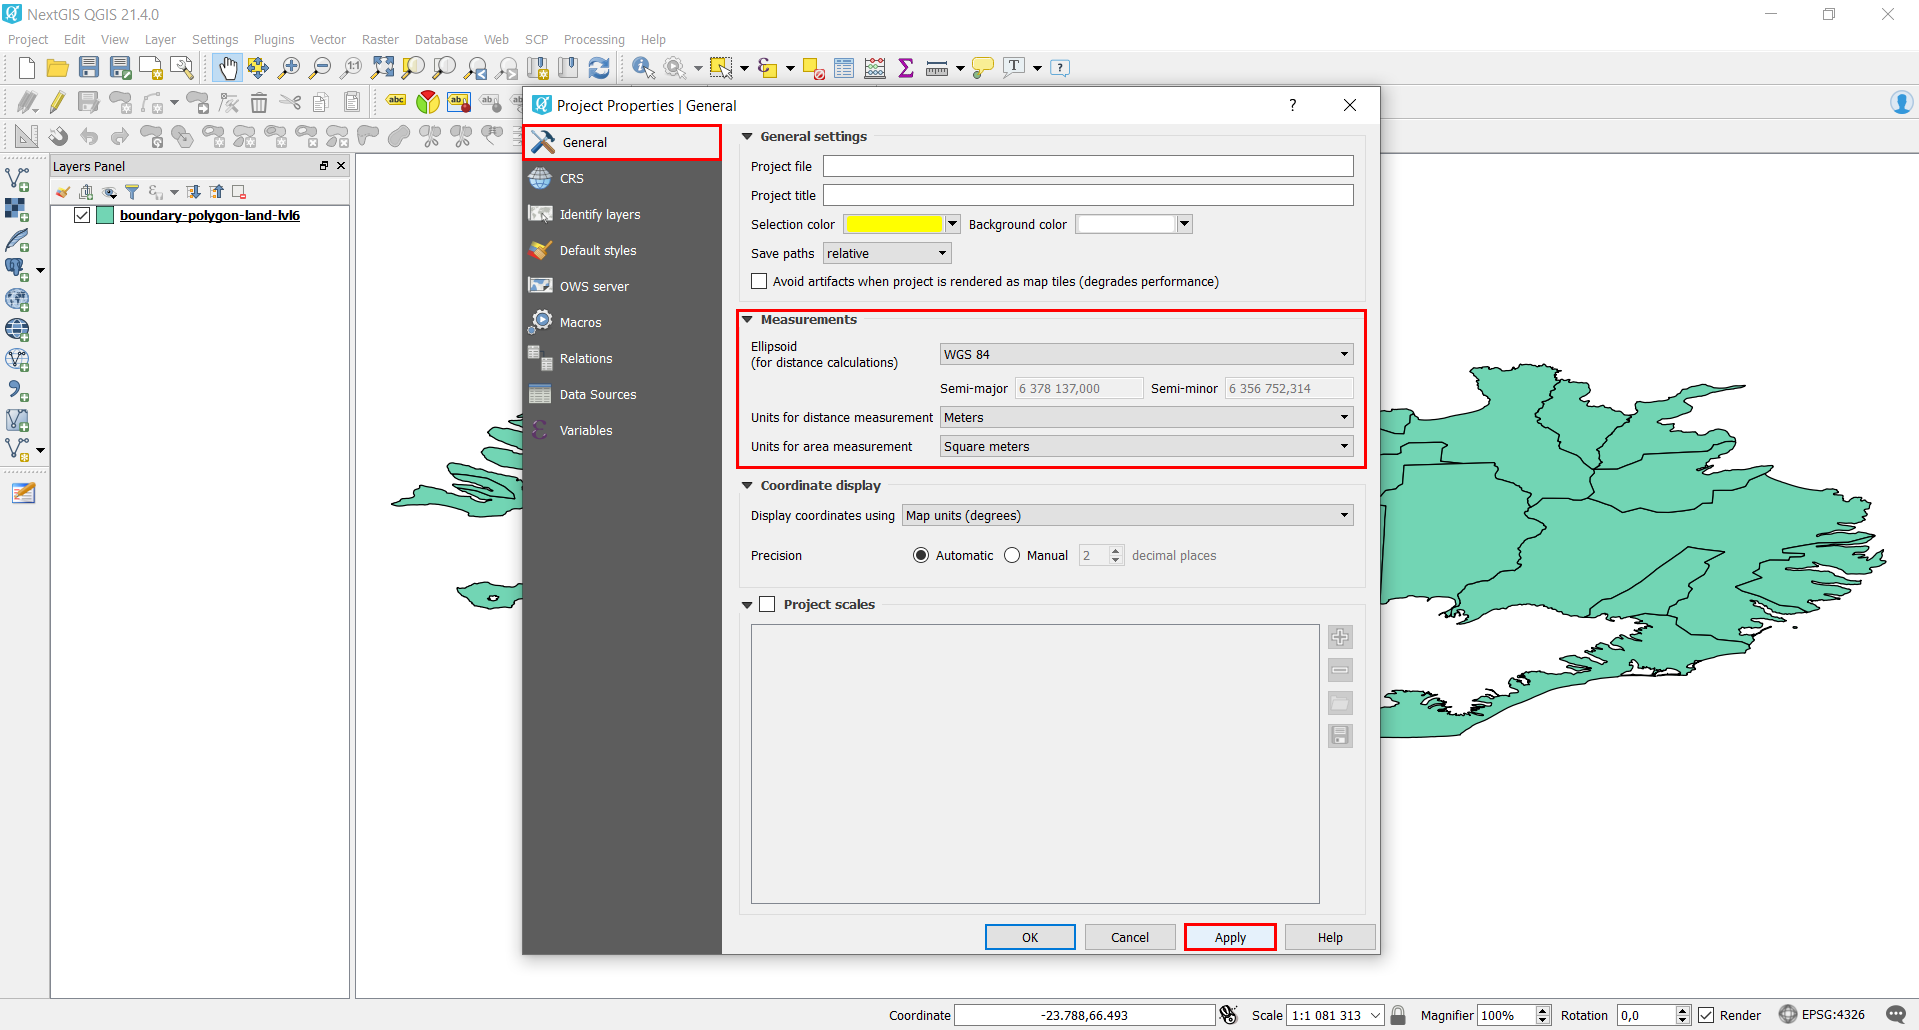 NextGIS QGIS 21.4.0
Project Edit View Layer Settings Plugins Vector Raster Database Web SCP Processing Help
1:1
T
?
abc
ab
ab
ab
Project Properties | General
?
Layers Panel
boundary-polygon-land-lvl6
General
CRS
Identify layers
Default styles
OWS server
Macros
Relations
Data Sources
Variables
General settings
Project file
Project title
Selection color
Background color
Save paths relative
Avoid artifacts when project is rendered as map tiles (degrades performance)
Measurements
Ellipsoid
(for distance calculations) WGS 84
Semi-major 6 378 137,000 Semi-minor 6 356 752,314
Units for distance measurement Meters
Units for area measurement Square meters
Coordinate display
Display coordinates using Map units (degrees)
Precision Automatic Manual 2 decimal places
Project scales
OK Cancel Apply Help
Coordinate -23.788,66.493 Scale 1:1 081 313 Magnifier 100% Rotation 0,0 Render EPSG:4326